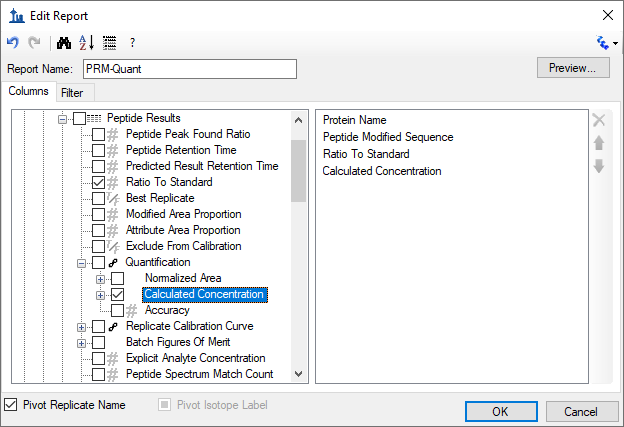 Edit Report
?
Report Name: PRM-Quant Preview...
Columns Filter
Peptide Results
# Peptide Peak Found Ratio
# Peptide Retention Time
# Predicted Result Retention Time
# Ratio To Standard
Best Replicate
# Modified Area Proportion
# Attribute Area Proportion
Exclude From Calibration
Quantification
Normalized Area
Calculated Concentration
# Accuracy
Replicate Calibration Curve
Batch Figures Of Merit
# Explicit Analyte Concentration
# Peptide Spectrum Match Count
Protein Name
Peptide Modified Sequence
Ratio To Standard
Calculated Concentration
Pivot Replicate Name Pivot Isotope Label OK Cancel